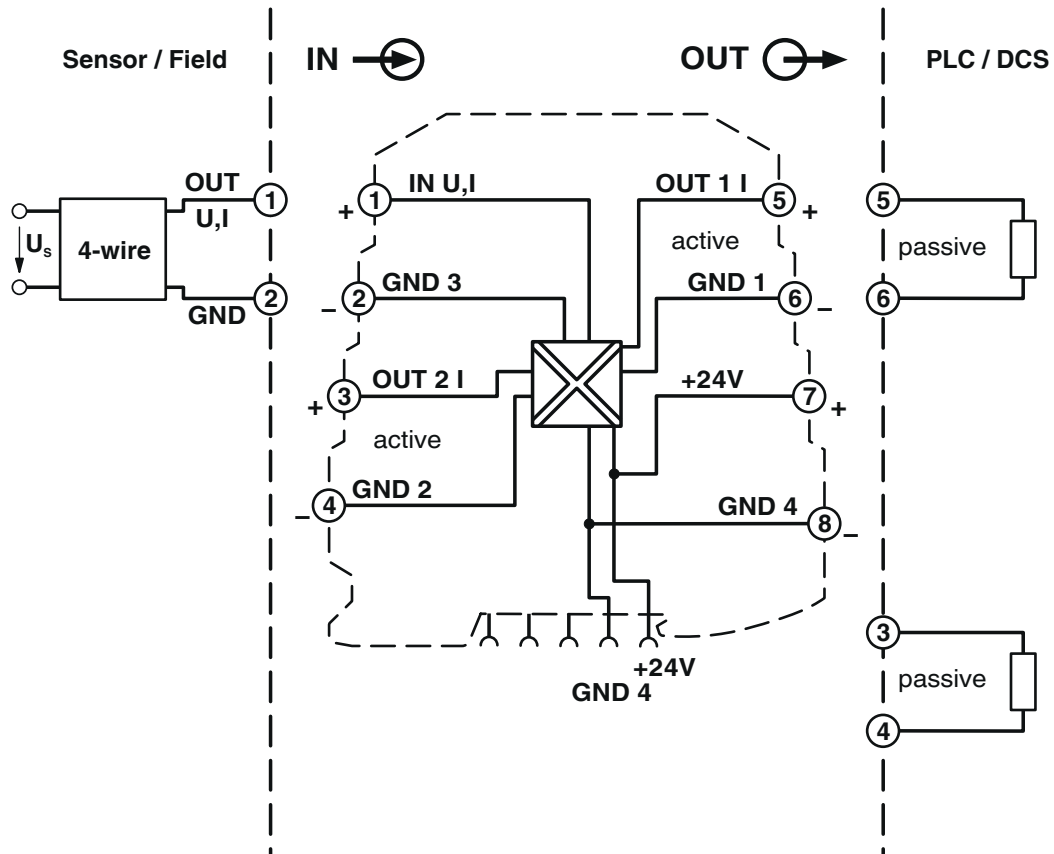 Sensor / Field
IN
OUT
PLC / DCS
OUT
U,I
1
4-wire
Us
GND
2
1
+
IN U,I
2
–
GND 3
3
+
OUT 2 I
active
4
–
GND 2
OUT 1 I
5
+
active
GND 1
6
–
+24V
7
+
GND 4
8
–
+24V
GND 4
5
passive
6
3
passive
4